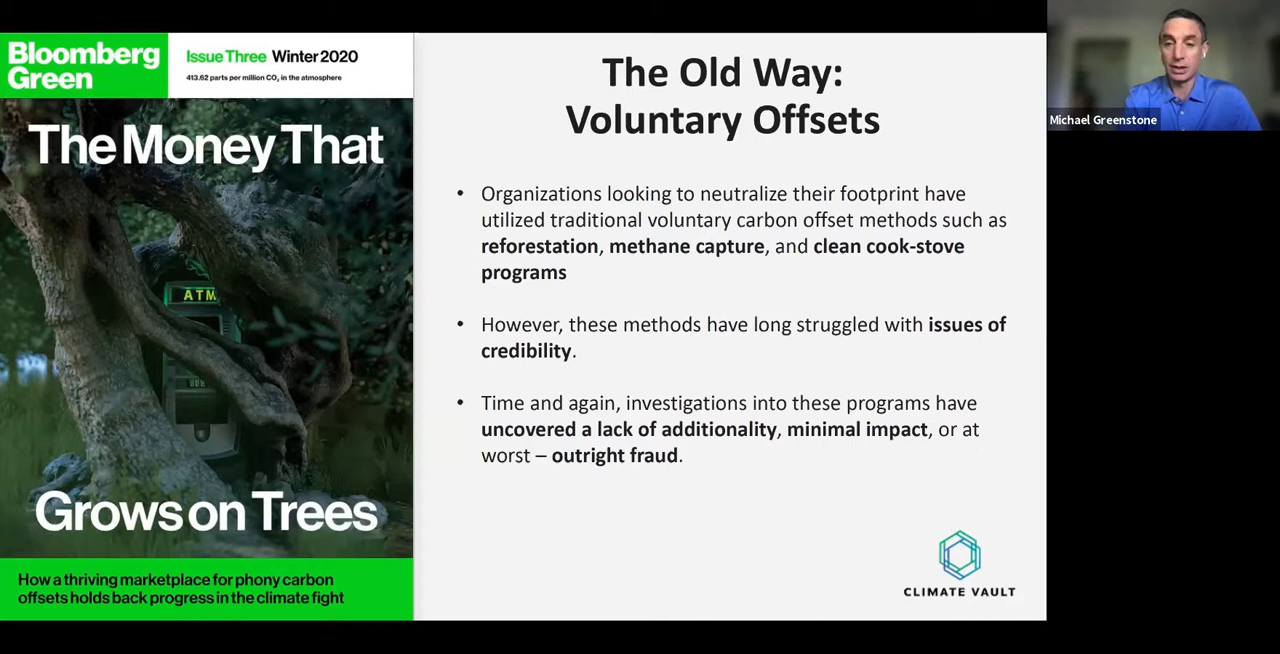 Bloomberg
Green
Issue Three Winter 2020
413.62 parts per million CO₂ in the atmosphere
The Money That
ATM
Grows on Trees
How a thriving marketplace for phony carbon
offsets holds back progress in the climate fight
The Old Way:
Voluntary Offsets
• Organizations looking to neutralize their footprint have
utilized traditional voluntary carbon offset methods such as
reforestation, methane capture, and clean cook-stove
programs
• However, these methods have long struggled with issues of
credibility.
• Time and again, investigations into these programs have
uncovered a lack of additionality, minimal impact, or at
worst – outright fraud.
CLIMATE VAULT
Michael Greenstone